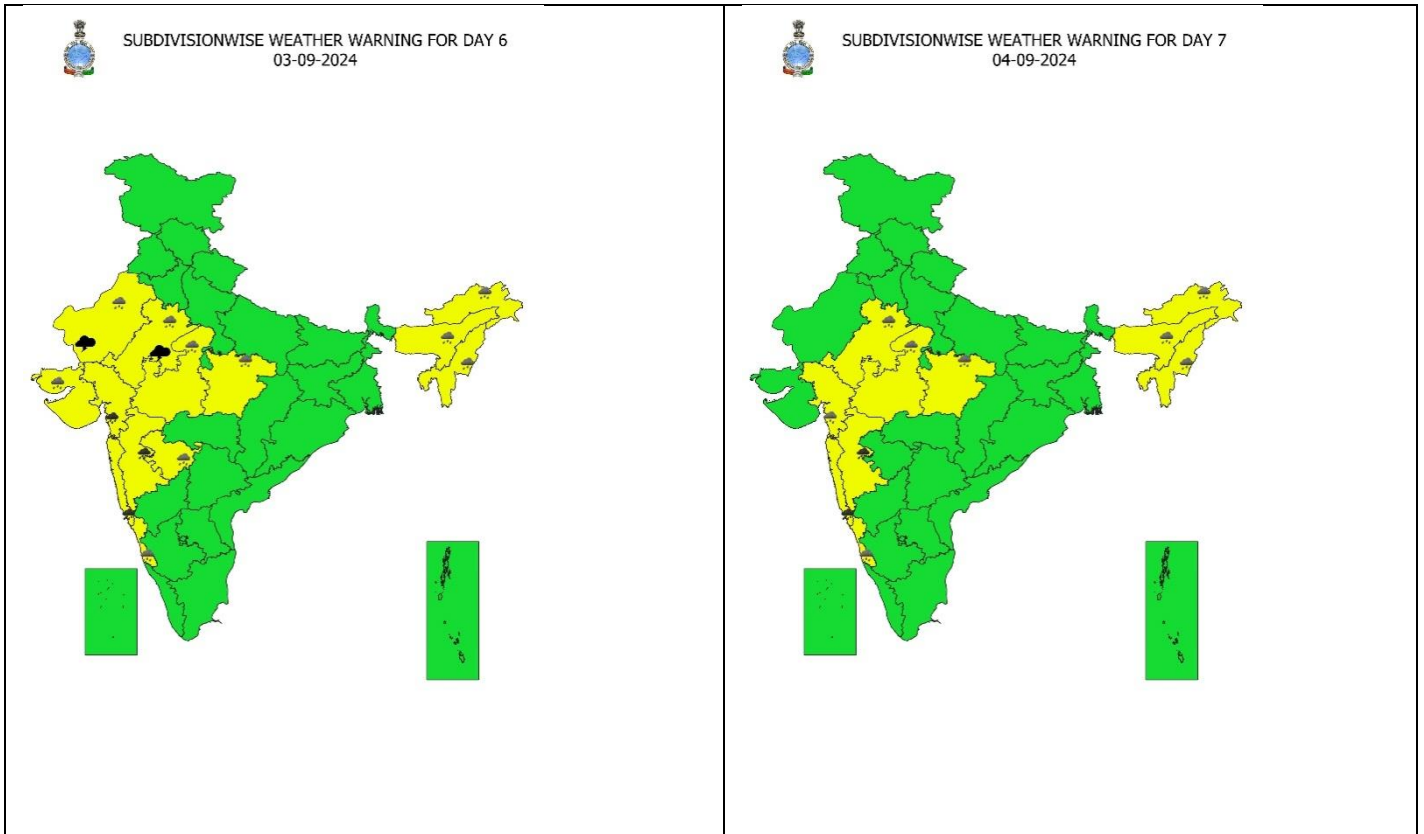 SUBDIVISIONWISE WEATHER WARNING FOR DAY 6
03-09-2024
SUBDIVISIONWISE WEATHER WARNING FOR DAY 7
04-09-2024